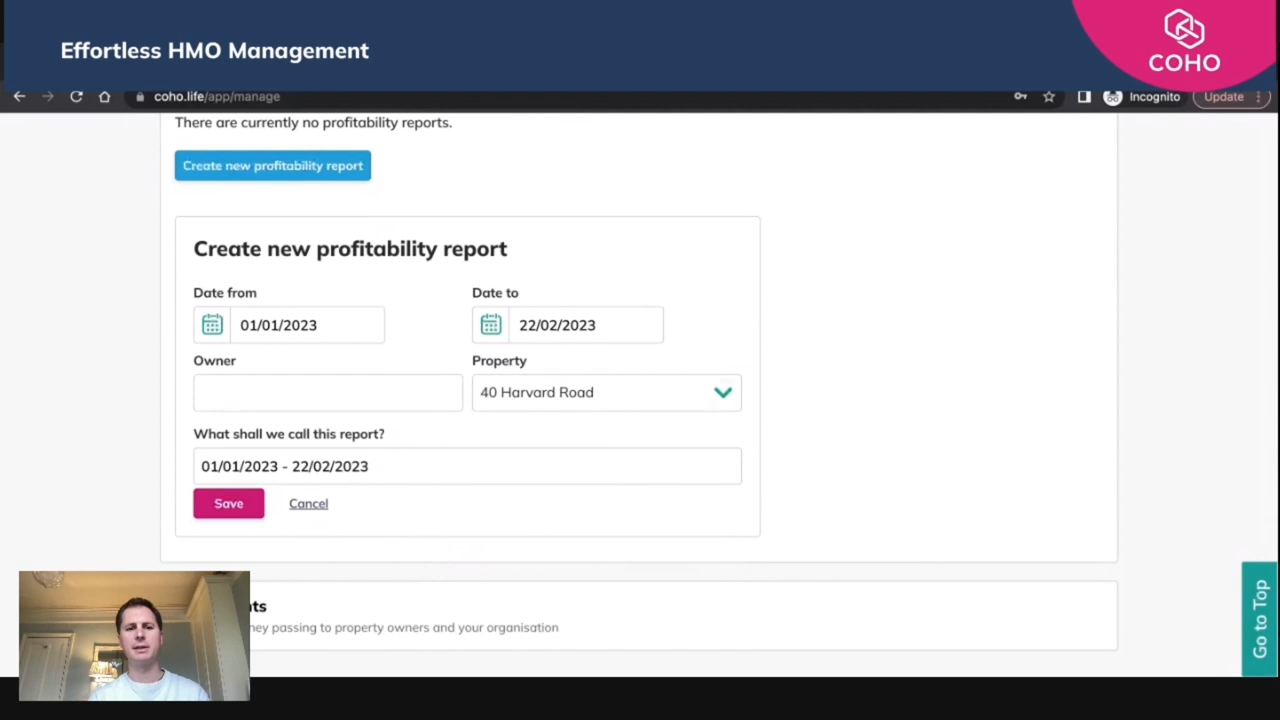 Effortless HMO Management
COHO
coho.life/app/manage
Incognito
Update
There are currently no profitability reports.
Create new profitability report
Create new profitability report
Date from
Date to
01/01/2023
22/02/2023
Owner
Property
40 Harvard Road
What shall we call this report?
01/01/2023 - 22/02/2023
Save
Cancel
nts
ney passing to property owners and your organisation
Go to Top